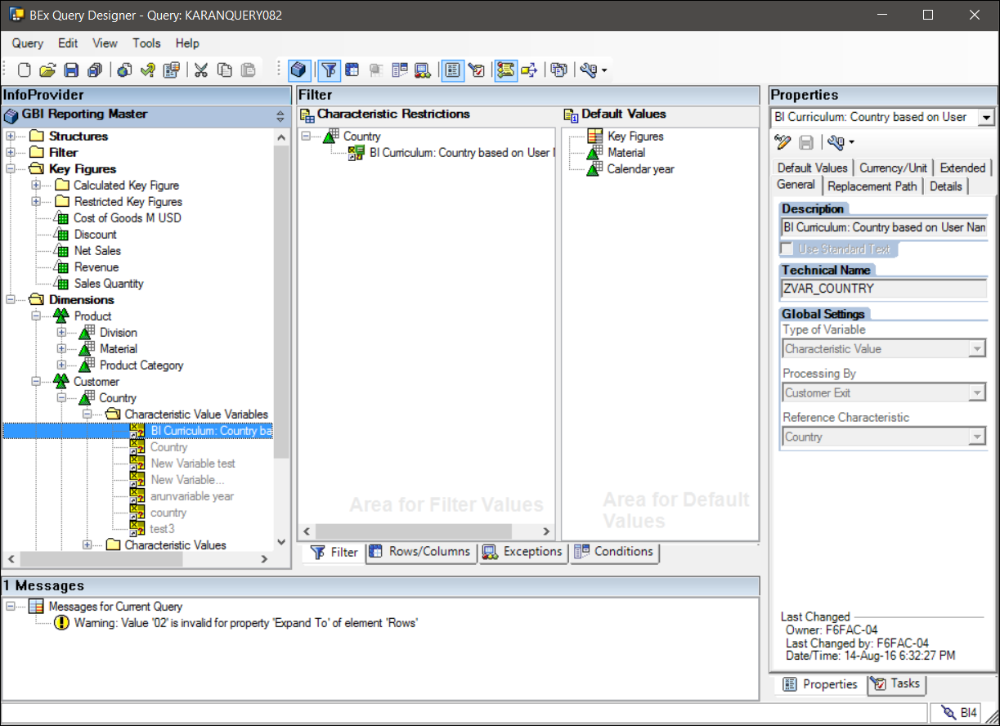 BEx Query Designer - Query: KARANQUERY082
Query Edit View Tools Help
InfoProvider
GBI Reporting Master
Structures
Filter
Key Figures
Calculated Key Figure
Restricted Key Figures
Cost of Goods M USD
Discount
Net Sales
Revenue
Sales Quantity
Dimensions
Product
Division
Material
Product Category
Customer
Country
Characteristic Value Variables
BI Curriculum: Country ba
Country
New Variable test
New Variable...
arunvariable year
country
test3
Characteristic Values
Filter
Characteristic Restrictions
Country
BI Curriculum: Country based on User
Area for Filter Values
Default Values
Key Figures
Material
Calendar year
Area for Default
Values
Filter Rows/Columns Exceptions Conditions
1 Messages
Messages for Current Query
Warning: Value '02' is invalid for property 'Expand To' of element 'Rows'
Properties
BI Curriculum: Country based on User
Default Values Currency/Unit Extended
General Replacement Path Details
Description
BI Curriculum: Country based on User Nam
Use Standard Text
Technical Name
ZVAR_COUNTRY
Global Settings
Type of Variable
Characteristic Value
Processing By
Customer Exit
Reference Characteristic
Country
Last Changed
Owner: F6FAC-04
Last Changed by: F6FAC-04
Date/Time: 14-Aug-16 6:32:27 PM
Properties Tasks
BI4